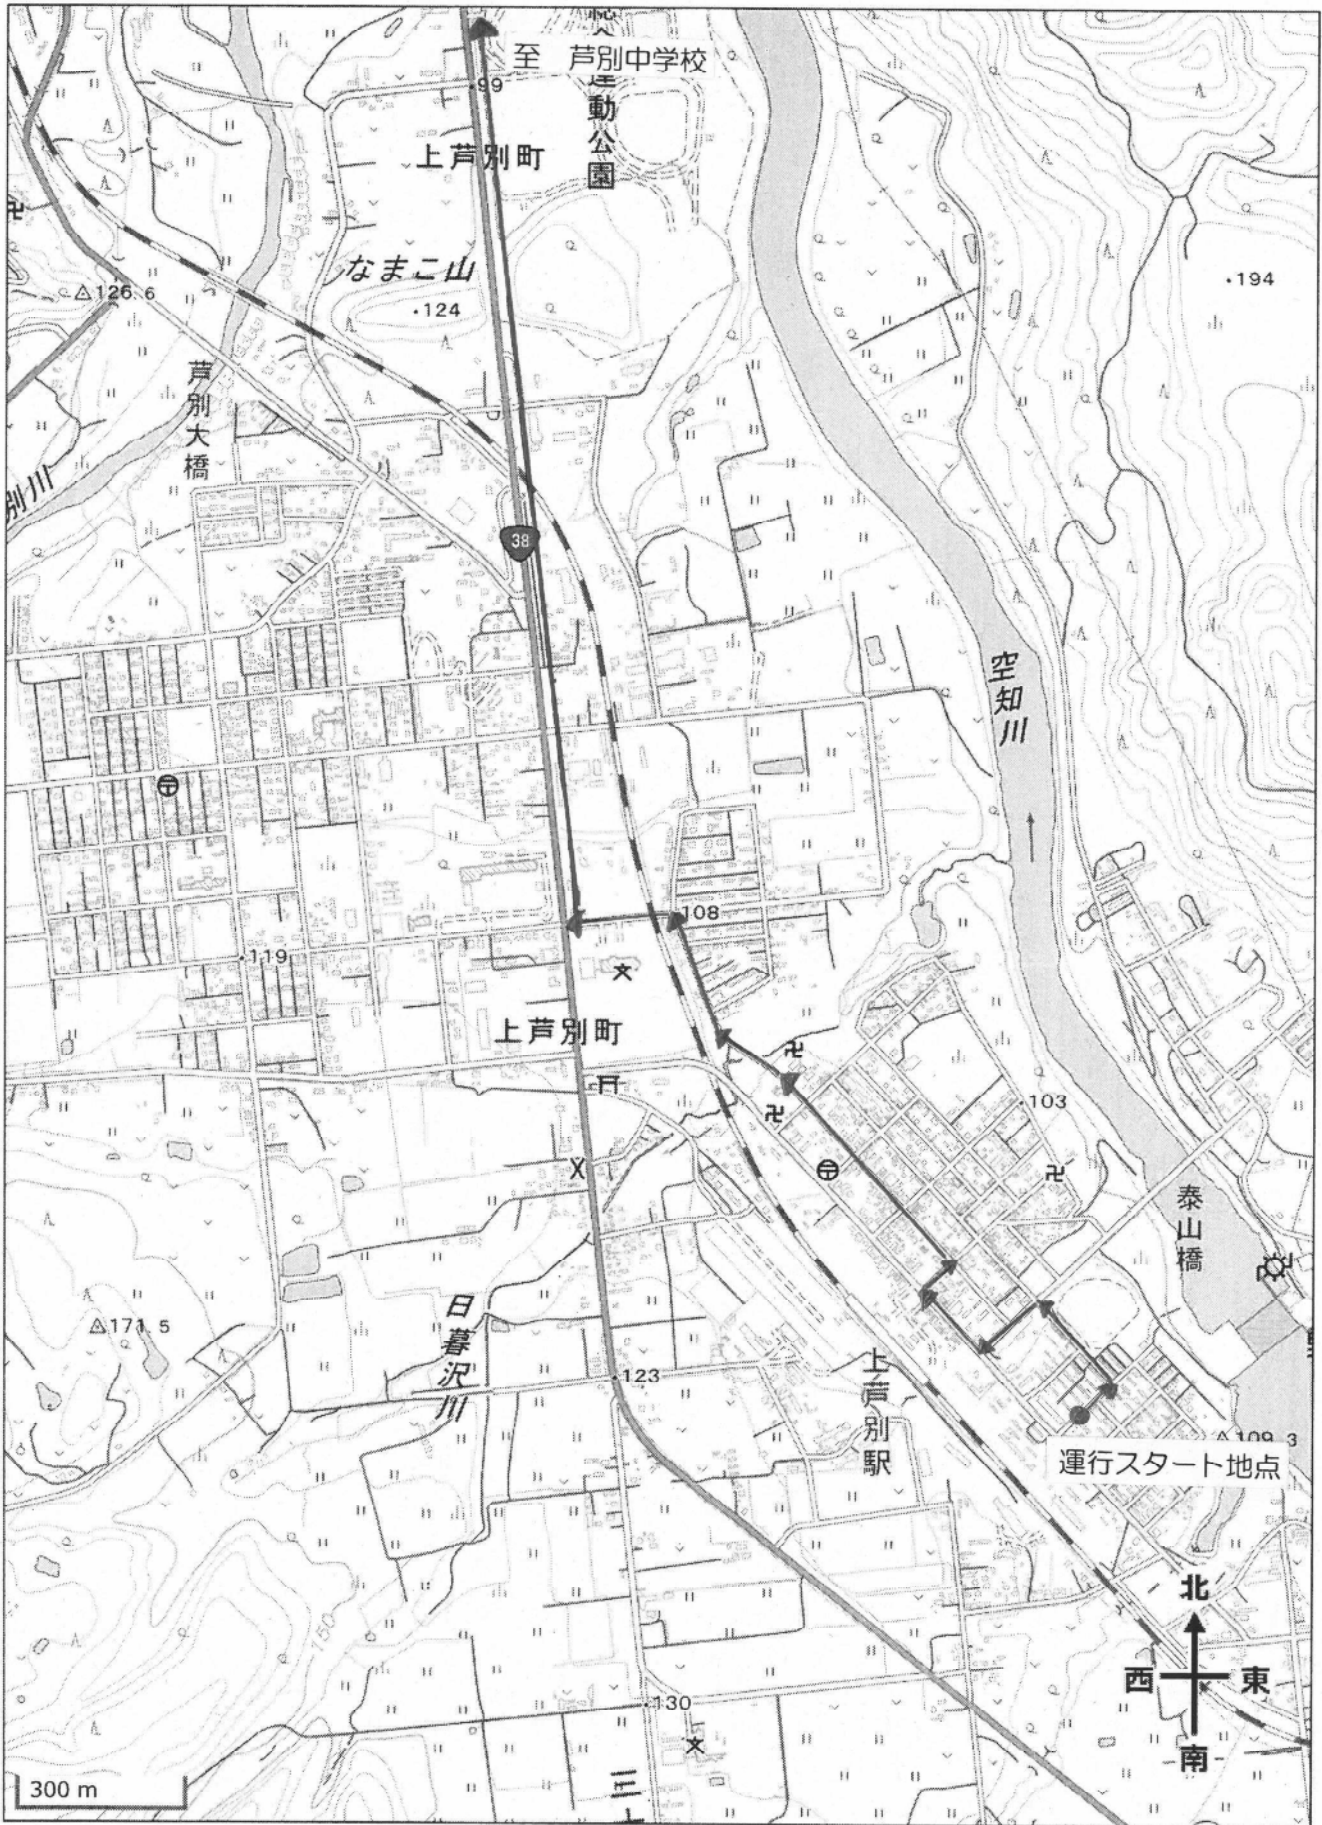 至 芦別中学校
99
運動公園
上芦別町
なまこ山
126.6
124
194
芦別大橋
別川
38
空知川
108
119
上芦別町
103
泰山橋
171.5
日暮沢川
123
上芦別駅
109.3
運行スタート地点
150
130
北
西 東
南
300 m